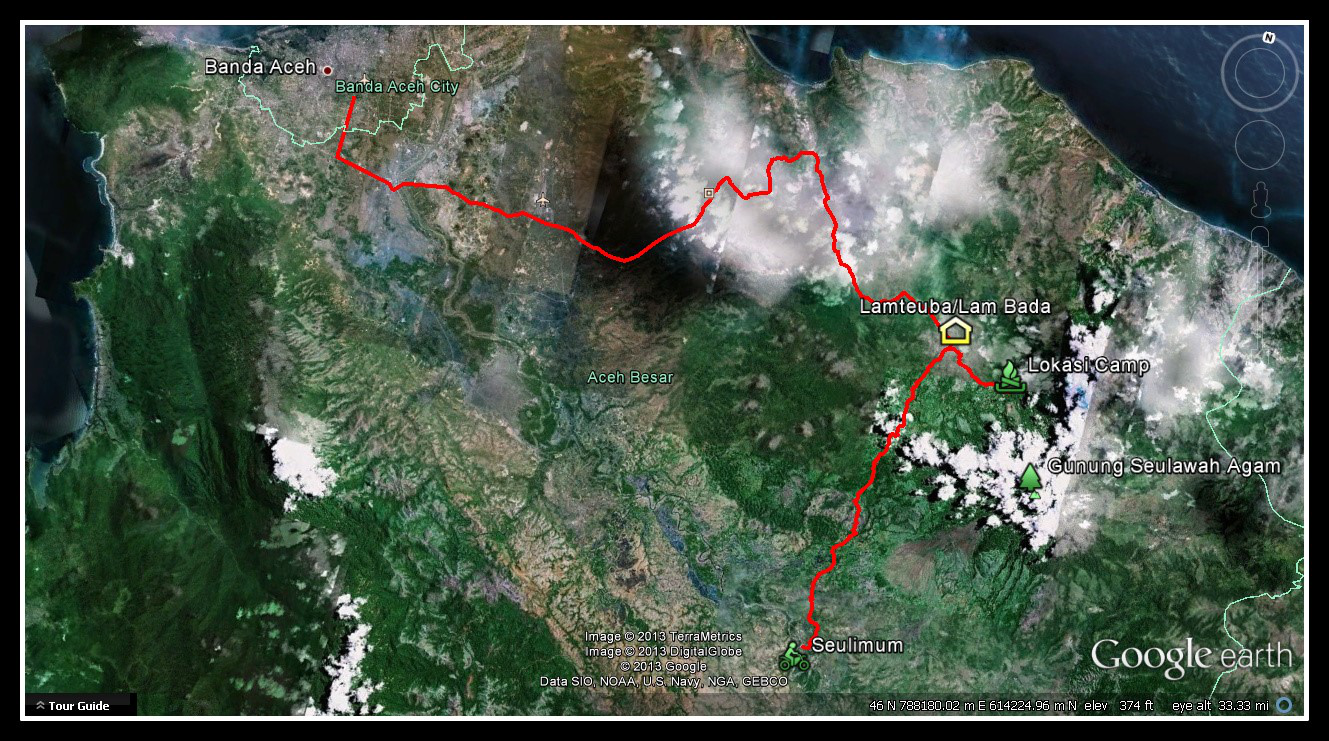 N
Banda Aceh
Banda Aceh City
Lamteuba/Lam Bada
Lokasi Camp
Aceh Besar
Gunung Seulawah Agam
Seulimum
Image © 2013 TerraMetrics
Image © 2013 DigitalGlobe
© 2013 Google
Data SIO, NOAA, U.S. Navy, NGA, GEBCO
Google earth
Tour Guide
46 N 788180.02 m E 614224.96 m N elev 374 ft eye alt 33.33 mi